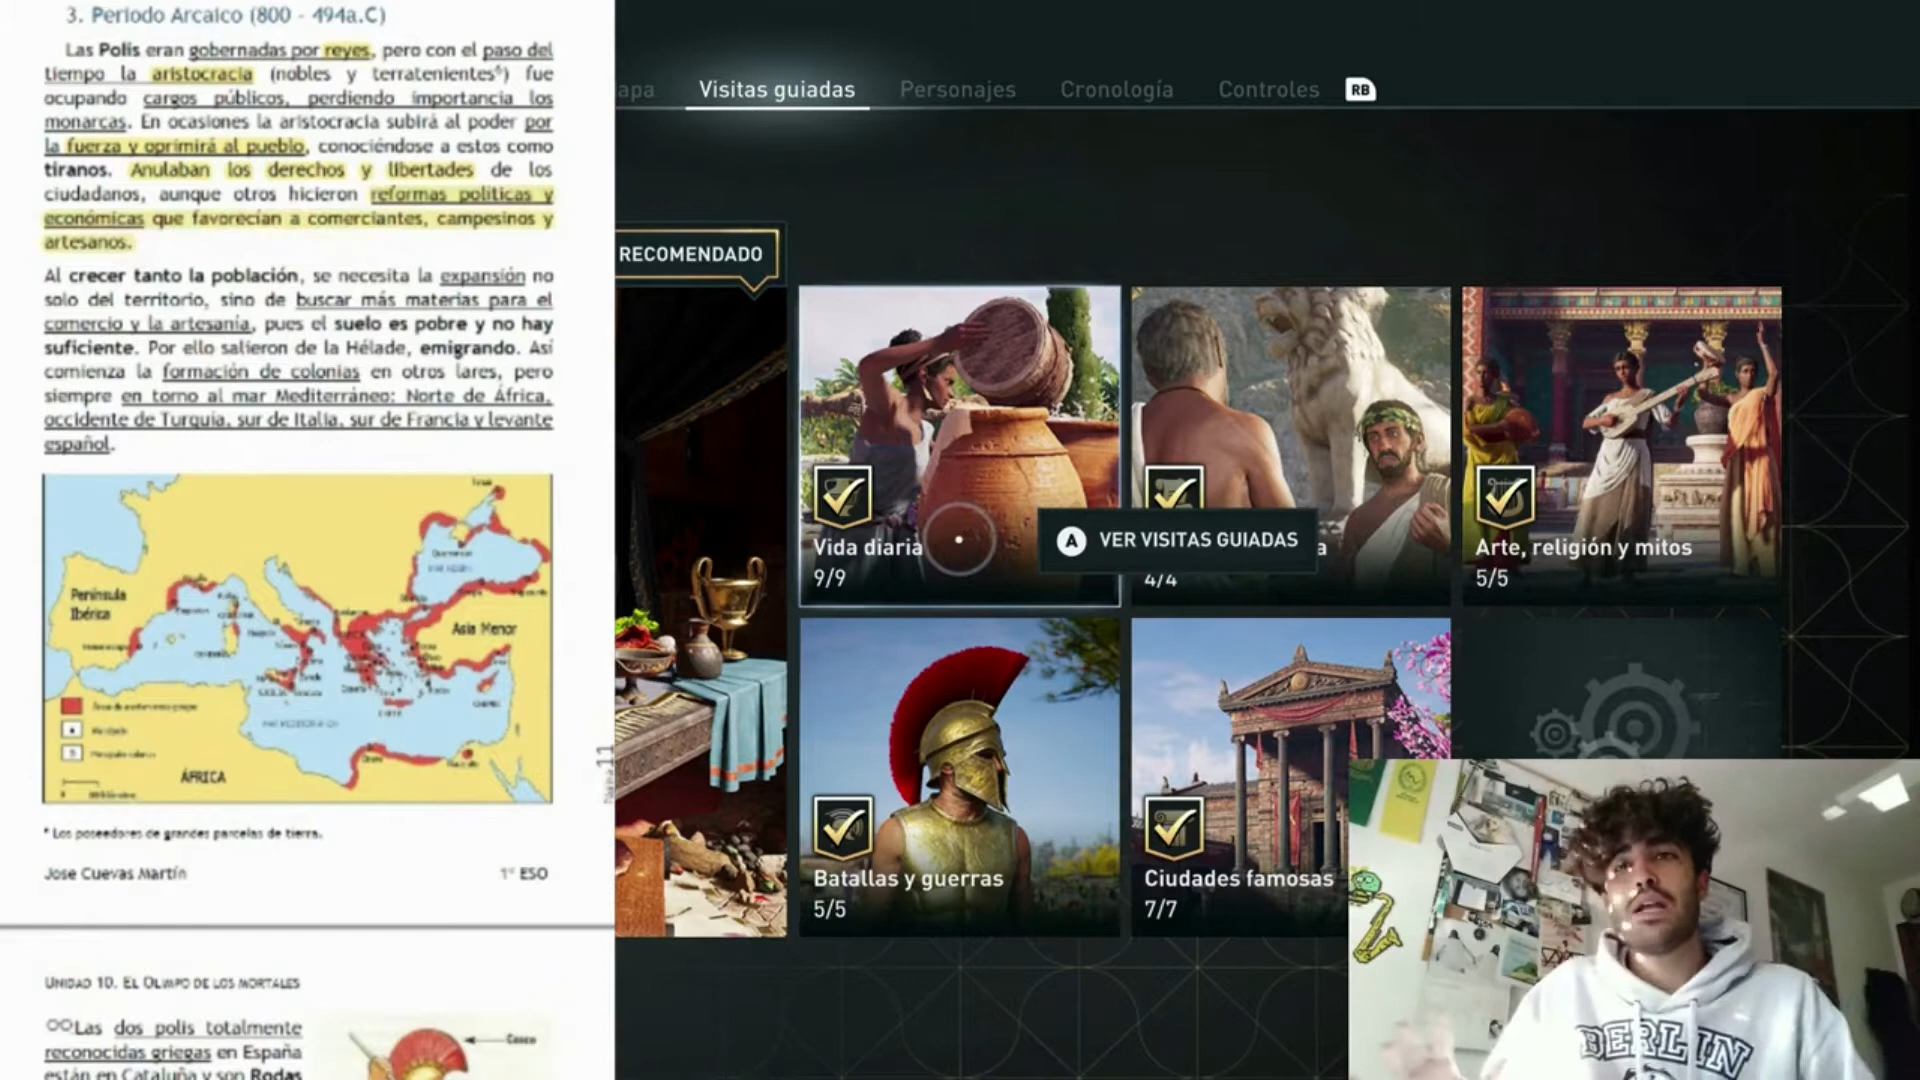 3. Periodo Arcaico (800 - 494a.C)
Las Polis eran gobernadas por reyes, pero con el paso del
tiempo la aristocracia (nobles y terratenientes⁶) fue
ocupando cargos públicos, perdiendo importancia los
monarcas. En ocasiones la aristocracia subirá al poder por
la fuerza y oprimirá al pueblo, conociéndose a estos como
tiranos. Anulaban los derechos y libertades de los
ciudadanos, aunque otros hicieron reformas políticas y
económicas que favorecían a comerciantes, campesinos y
artesanos.
Al crecer tanto la población, se necesita la expansión no
solo del territorio, sino de buscar más materias para el
comercio y la artesanía, pues el suelo es pobre y no hay
suficiente. Por ello salieron de la Hélade, emigrando. Así
comienza la formación de colonias en otros lares, pero
siempre en torno al mar Mediterráneo: Norte de África,
occidente de Turquía, sur de Italia, sur de Francia y levante
español.
Península
Ibérica
Asia Menor
ÁFRICA
Página 11
⁶ Los poseedores de grandes parcelas de tierra.
Jose Cuevas Martín
1º ESO
UNIDAD 10. EL OLIMPO DE LOS MORTALES
Las dos polis totalmente
reconocidas griegas en España
están en Cataluña y son Rodas
Casco
apa
Visitas guiadas
Personajes
Cronología
Controles
RB
RECOMENDADO
Vida diaria
9/9
A VER VISITAS GUIADAS
a
4/4
Arte, religión y mitos
5/5
Batallas y guerras
5/5
Ciudades famosas
7/7
BERLIN